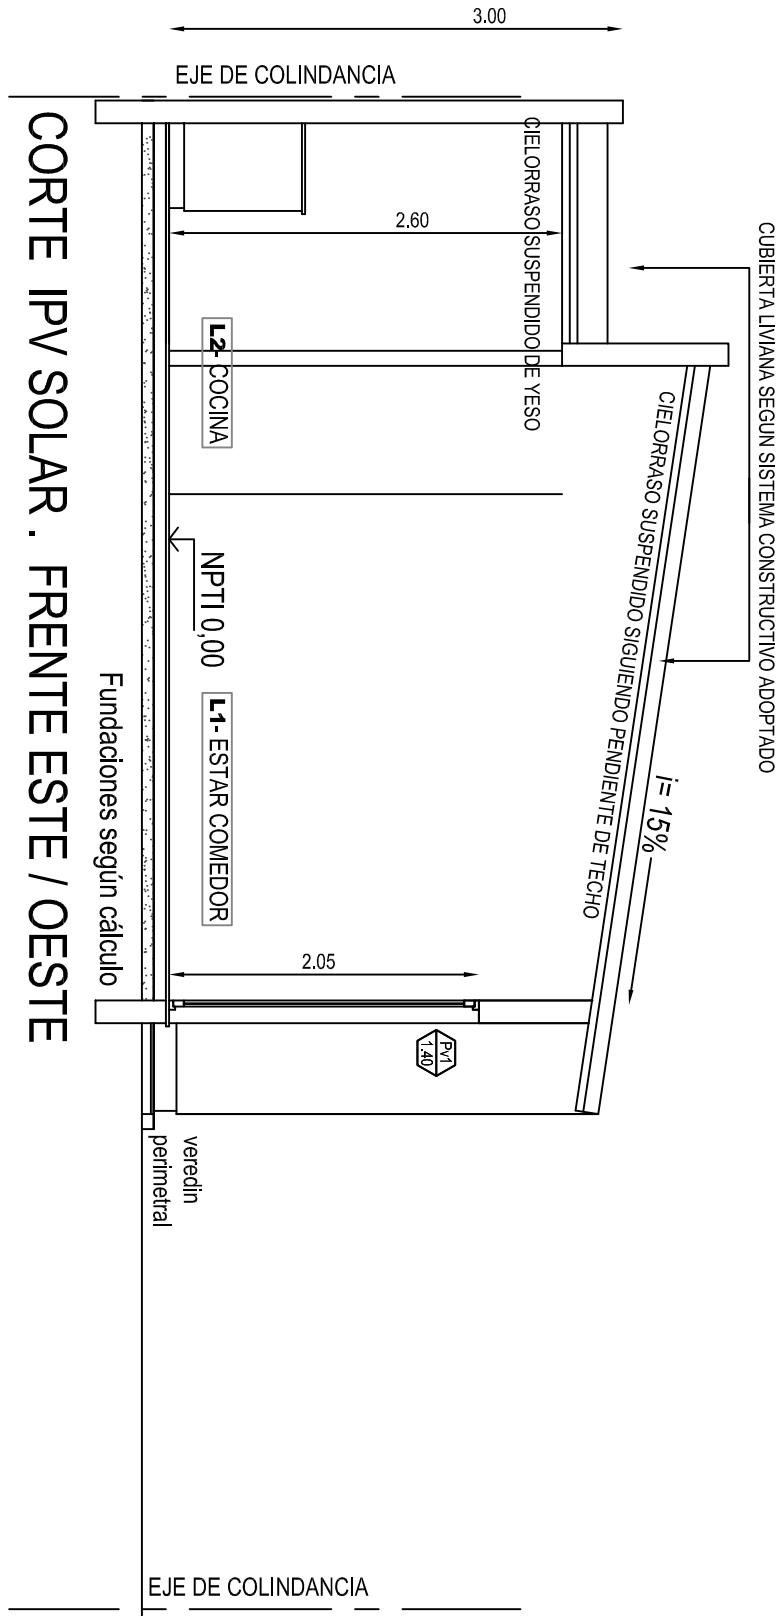 3.00
EJE DE COLINDANCIA
CUBIERTA LIVIANA SEGUN SISTEMA CONSTRUCTIVO ADOPTADO
CIELORRASO SUSPENDIDO DE YESO
2.60
L2- COCINA
CIELORRASO SUSPENDIDO SIGUIENDO PENDIENTE DE TECHO
i= 15%
NPTI 0,00
L1- ESTAR COMEDOR
2.05
Pv1
1.40
Fundaciones según cálculo
veredin
perimetral
EJE DE COLINDANCIA
CORTE IPV SOLAR . FRENTE ESTE / OESTE